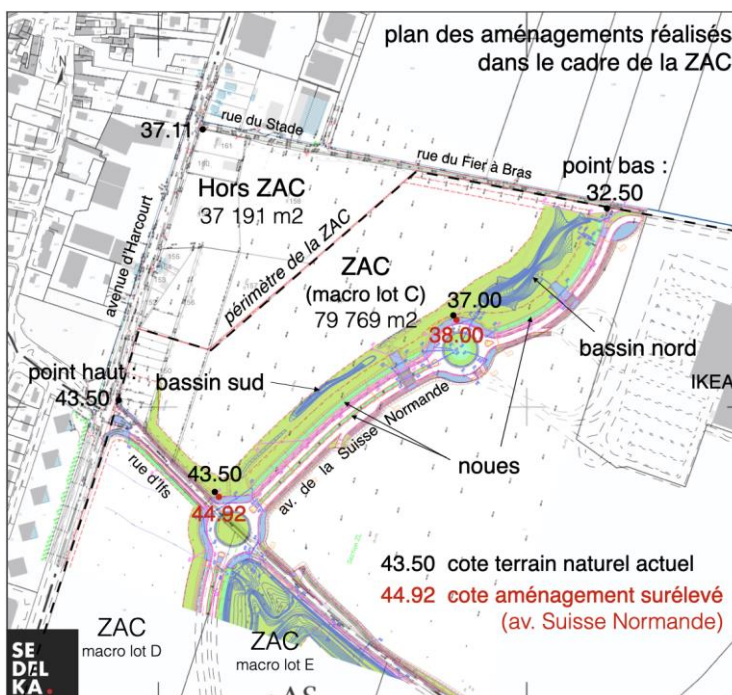 plan des aménagements réalisés
dans le cadre de la ZAC
N
37.11
rue du Stade
rue du Fier à Bras
point bas :
32.50
Hors ZAC
37 191 m2
avenue d'Harcourt
périmètre de la ZAC
ZAC
(macro lot C)
79 769 m2
37.00
38.00
bassin nord
IKEA
point haut :
43.50
bassin sud
noues
av. de la Suisse Normande
rue d'Ifs
43.50
44.92
43.50 cote terrain naturel actuel
44.92 cote aménagement surélevé
(av. Suisse Normande)
ZAC
macro lot D
ZAC
macro lot E
SE
DEL
KA.